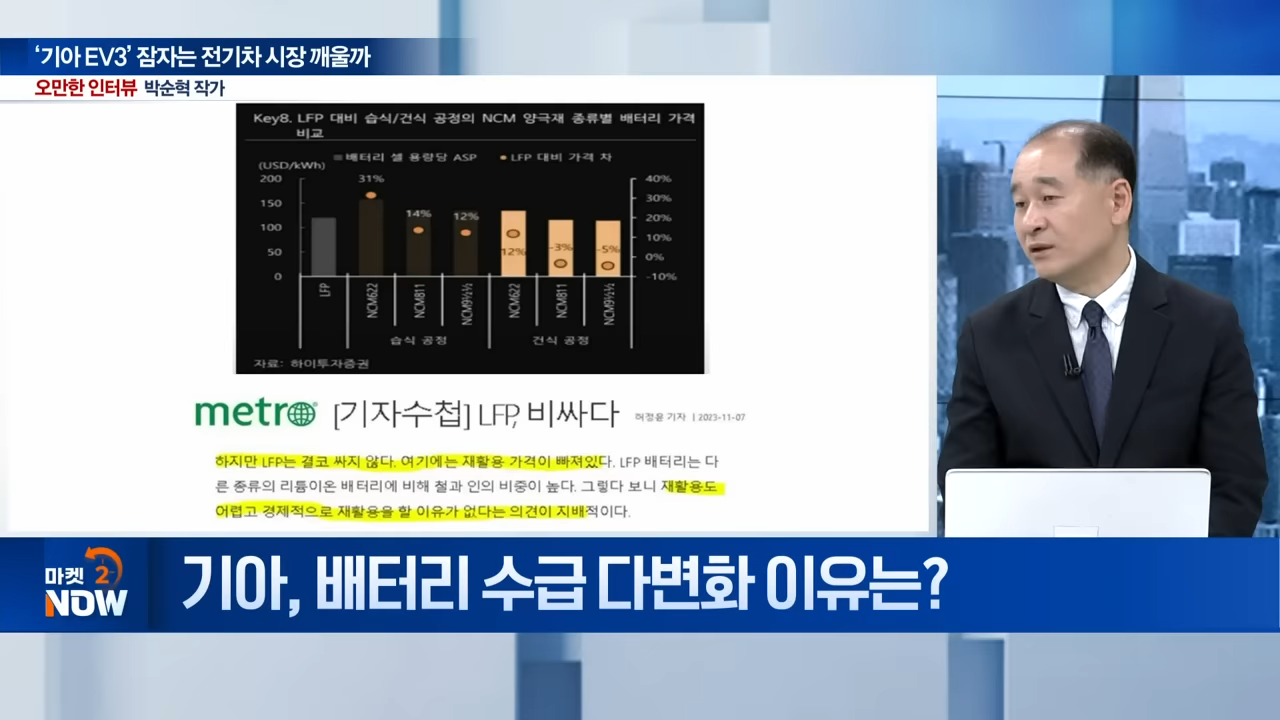 ‘기아 EV3’ 잠자는 전기차 시장 깨울까
오만한 인터뷰 박순혁 작가
Key8. LFP 대비 습식/건식 공정의 NCM 양극재 종류별 배터리 가격
비교
(USD/kWh)
배터리 셀 용량당 ASP
LFP 대비 가격 차
200
150
100
50
0
31%
14%
12%
12%
-3%
-5%
40%
30%
20%
10%
0%
-10%
LFP
NCM622
NCM811
NCM9½½
NCM622
NCM811
NCM9½½
습식 공정
건식 공정
자료: 하이투자증권
metro [기자수첩] LFP, 비싸다 허정윤 기자 | 2023-11-07
하지만 LFP는 결코 싸지 않다. 여기에는 재활용 가격이 빠져있다. LFP 배터리는 다
른 종류의 리튬이온 배터리에 비해 철과 인의 비중이 높다. 그렇다 보니 재활용도
어렵고 경제적으로 재활용을 할 이유가 없다는 의견이 지배적이다.
마켓 2
NOW
기아, 배터리 수급 다변화 이유는?